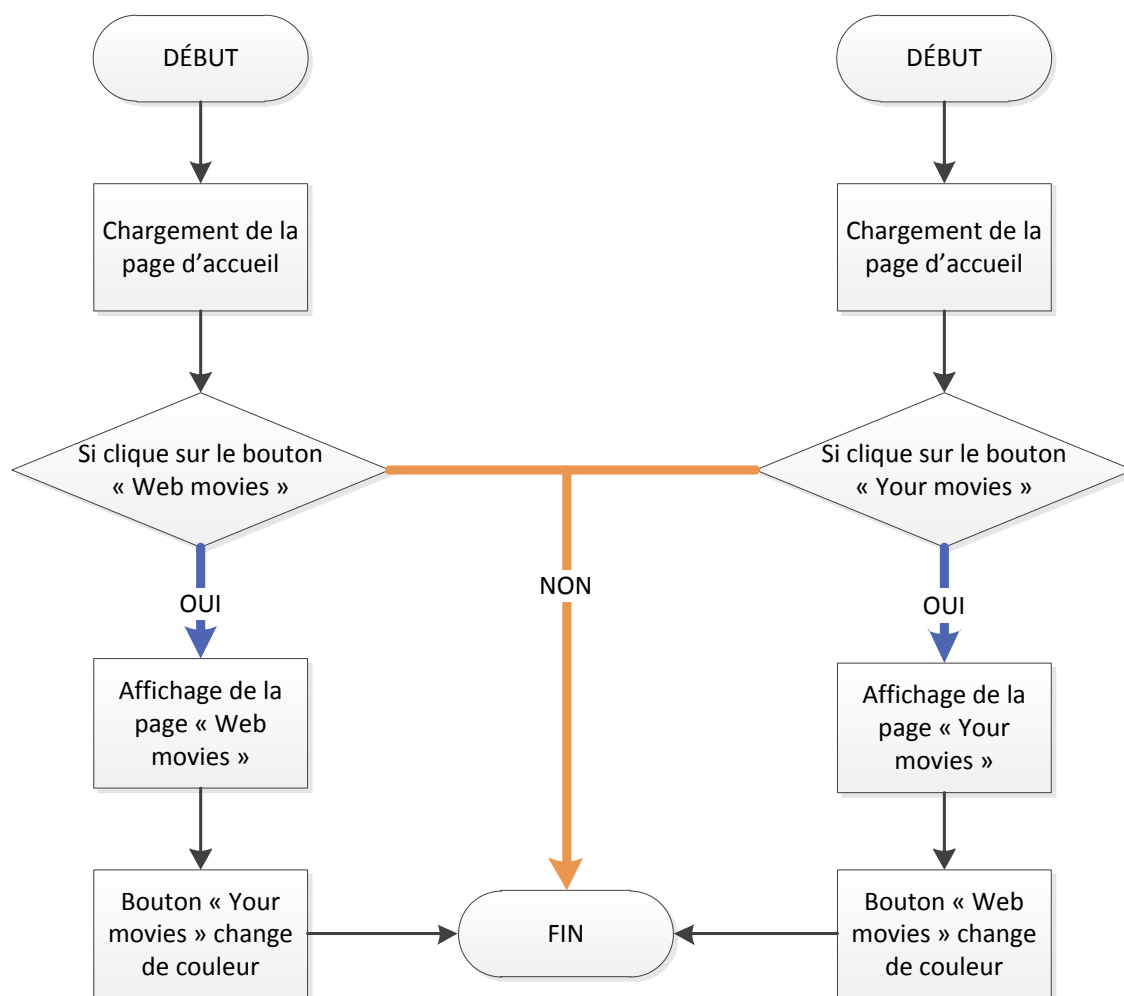 DÉBUT
Chargement de la
page d’accueil
Si clique sur le bouton
« Web movies »
OUI
Affichage de la
page « Web
movies »
Bouton « Your
movies » change
de couleur
NON
FIN
DÉBUT
Chargement de la
page d’accueil
Si clique sur le bouton
« Your movies »
OUI
Affichage de la
page « Your
movies »
Bouton « Web
movies » change
de couleur